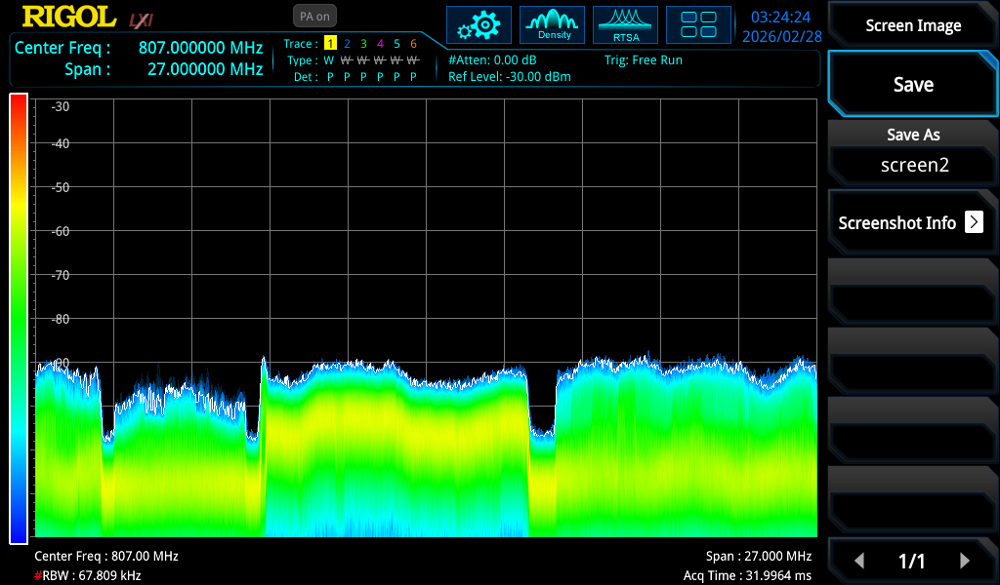 RIGOL LXI
PA on
Center Freq : 807.000000 MHz
Span : 27.000000 MHz
Trace : 1 2 3 4 5 6
Type : W W W W W W
Det : P P P P P P
Density
RTSA
03:24:24
2026/02/28
#Atten: 0.00 dB
Trig: Free Run
Ref Level: -30.00 dBm
Screen Image
Save
Save As
screen2
Screenshot Info
1/1
-30
-40
-50
-60
-70
-80
-90
Center Freq : 807.00 MHz
Span : 27.000 MHz
#RBW : 67.809 kHz
Acq Time : 31.9964 ms